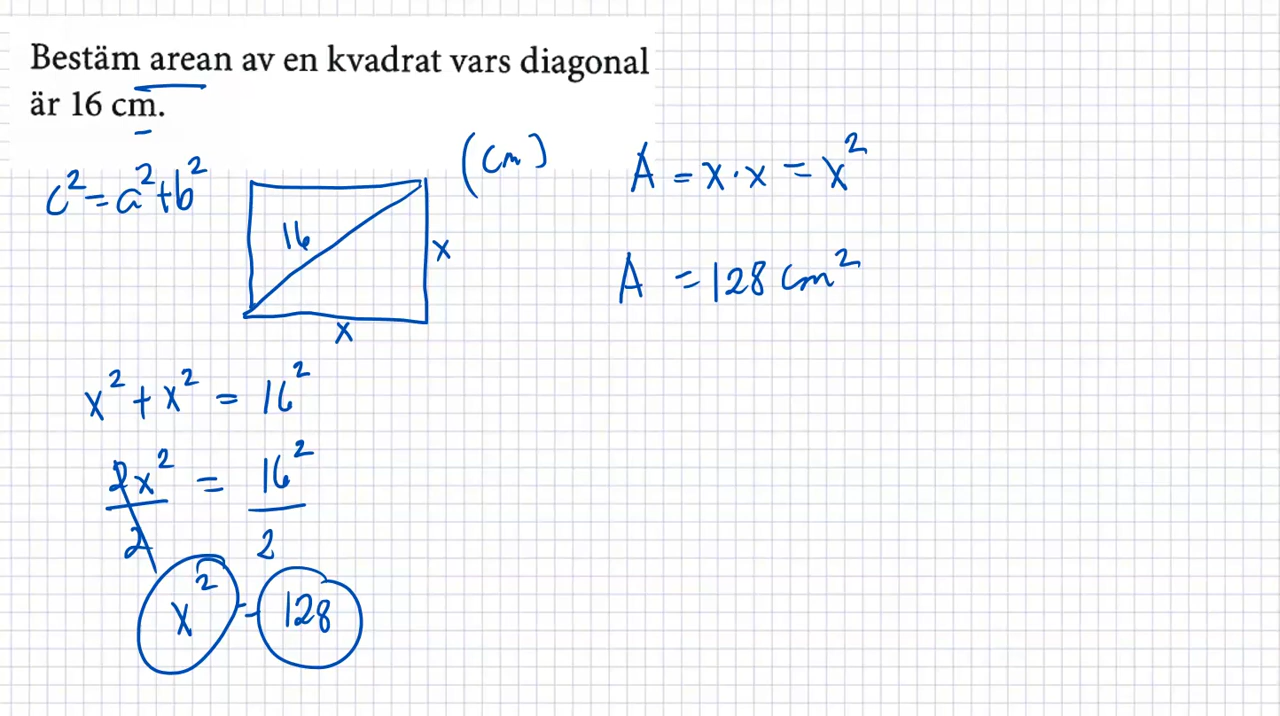 Bestäm arean av en kvadrat vars diagonal
är 16 cm.
c² = a² + b²
16
x
x
(cm)
x² + x² = 16²
2x² / 2 = 16² / 2
x² = 128
A = x · x = x²
A = 128 cm²